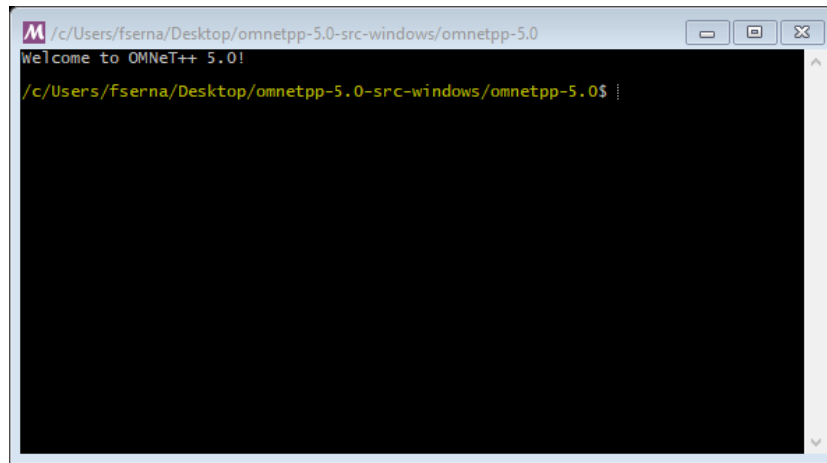 /c/Users/fserna/Desktop/omnetpp-5.0-src-windows/omnetpp-5.0
Welcome to OMNeT++ 5.0!
/c/Users/fserna/Desktop/omnetpp-5.0-src-windows/omnetpp-5.0$